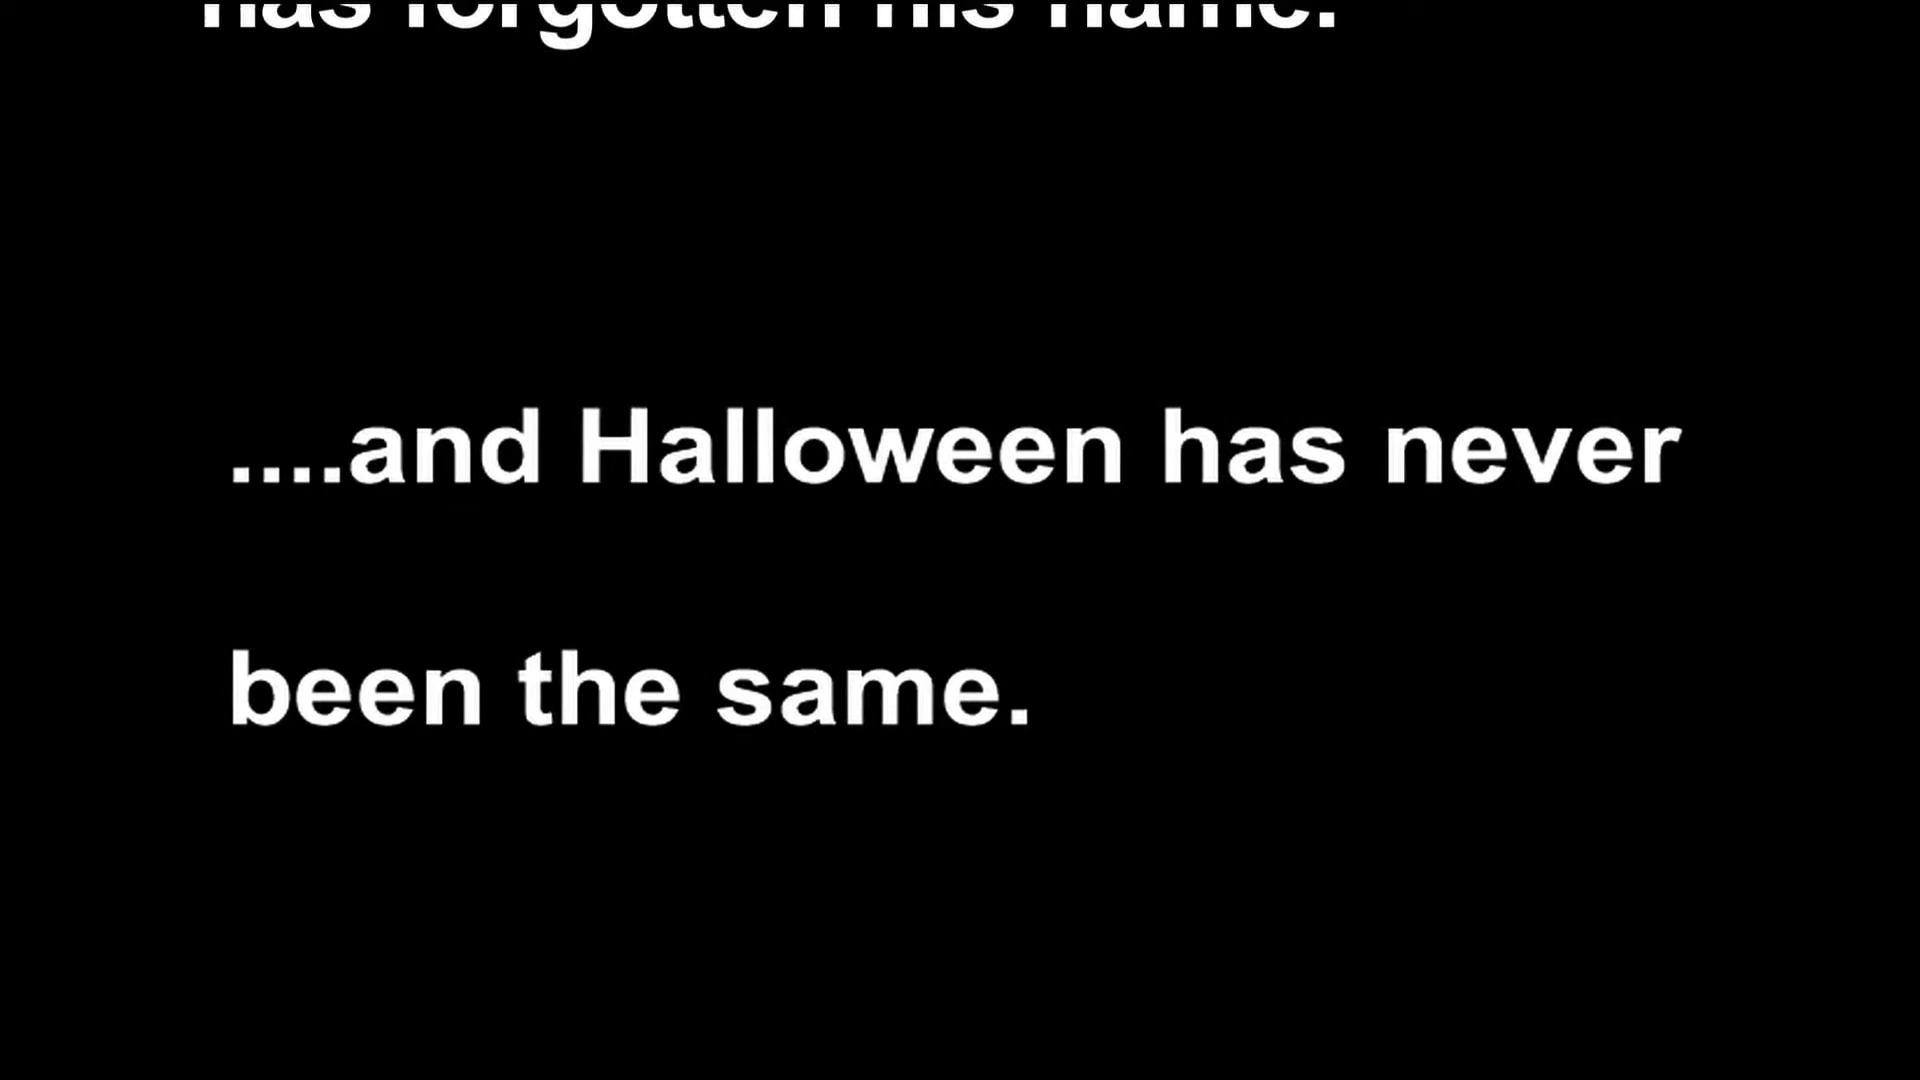 has forgotten his name.
....and Halloween has never
been the same.